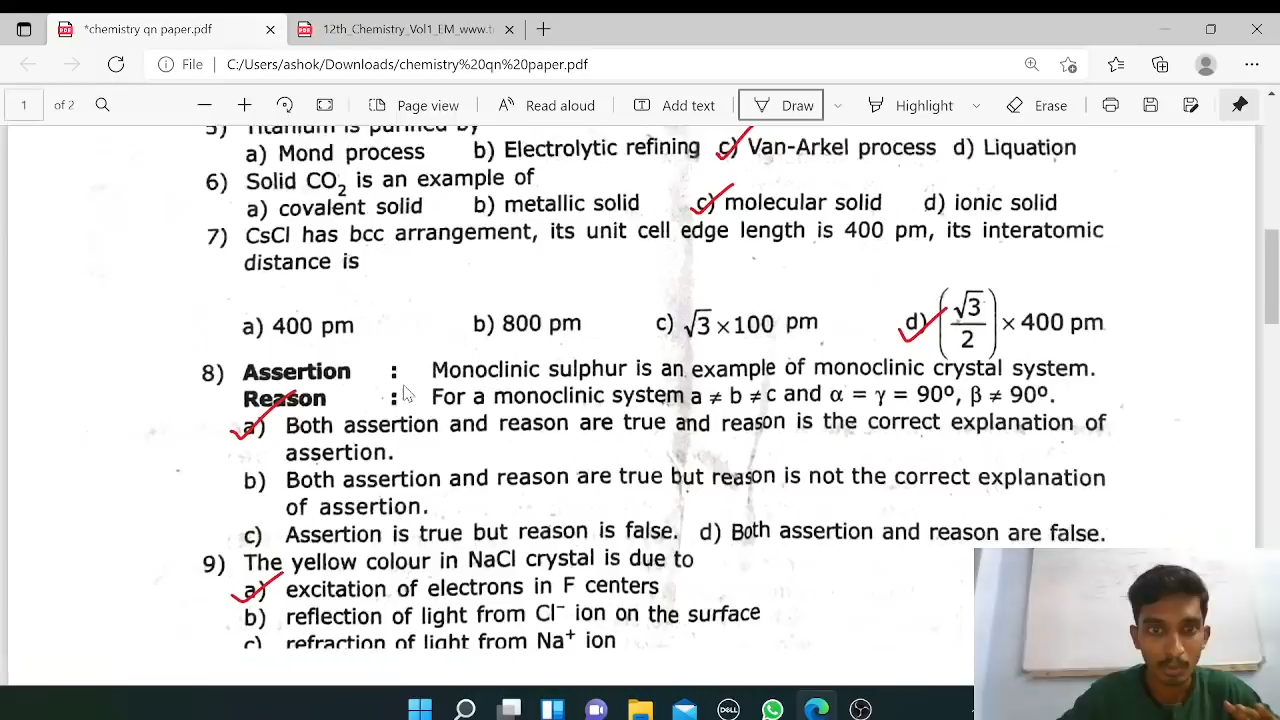 *chemistry qn paper.pdf
12th_Chemistry_Vol1_EM_www.t
File C:/Users/ashok/Downloads/chemistry%20qn%20paper.pdf
1 of 2 Page view Read aloud Add text Draw Highlight Erase
5) Titanium is purified by
a) Mond process b) Electrolytic refining c) Van-Arkel process d) Liquation
6) Solid CO₂ is an example of
a) covalent solid b) metallic solid c) molecular solid d) ionic solid
7) CsCl has bcc arrangement, its unit cell edge length is 400 pm, its interatomic
distance is
a) 400 pm b) 800 pm c) √3 × 100 pm d) (√3/2) × 400 pm
8) Assertion : Monoclinic sulphur is an example of monoclinic crystal system.
Reason : For a monoclinic system a ≠ b ≠ c and α = γ = 90º, β ≠ 90º.
a) Both assertion and reason are true and reason is the correct explanation of
assertion.
b) Both assertion and reason are true but reason is not the correct explanation
of assertion.
c) Assertion is true but reason is false. d) Both assertion and reason are false.
9) The yellow colour in NaCl crystal is due to
a) excitation of electrons in F centers
b) reflection of light from Cl⁻ ion on the surface
c) refraction of light from Na⁺ ion
DELL